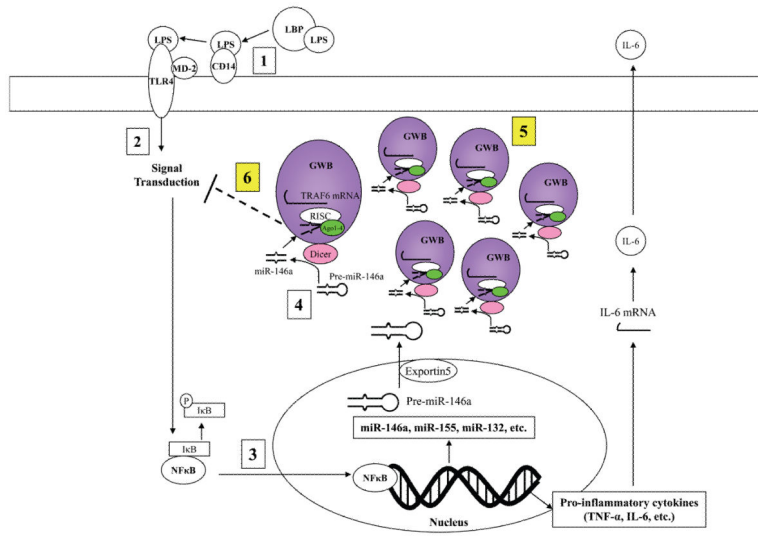 LBP
LPS
LPS
LPS
CD14
MD-2
TLR4
1
IL-6
2
Signal
Transduction
6
GWB
TRAF6 mRNA
RISC
Ago1-4
Dicer
miR-146a
Pre-miR-146a
4
5
GWB
GWB
GWB
GWB
GWB
IL-6
IL-6 mRNA
Exportin5
Pre-miR-146a
miR-146a, miR-155, miR-132, etc.
P
IκB
IκB
NFκB
3
NFκB
Nucleus
Pro-inflammatory cytokines
(TNF-α, IL-6, etc.)